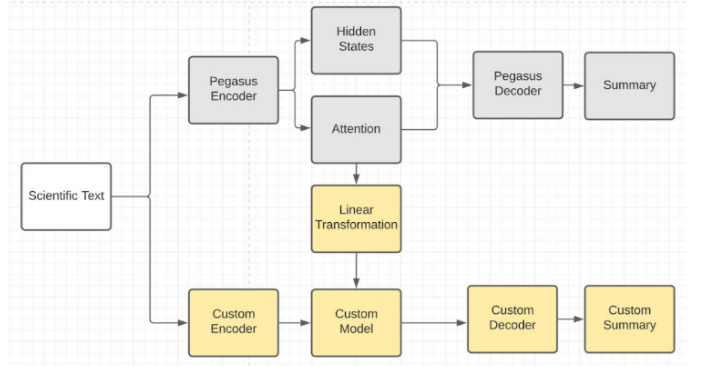 Hidden
States
Pegasus
Encoder
Pegasus
Decoder
Summary
Attention
Scientific Text
Linear
Transformation
Custom
Encoder
Custom
Model
Custom
Decoder
Custom
Summary